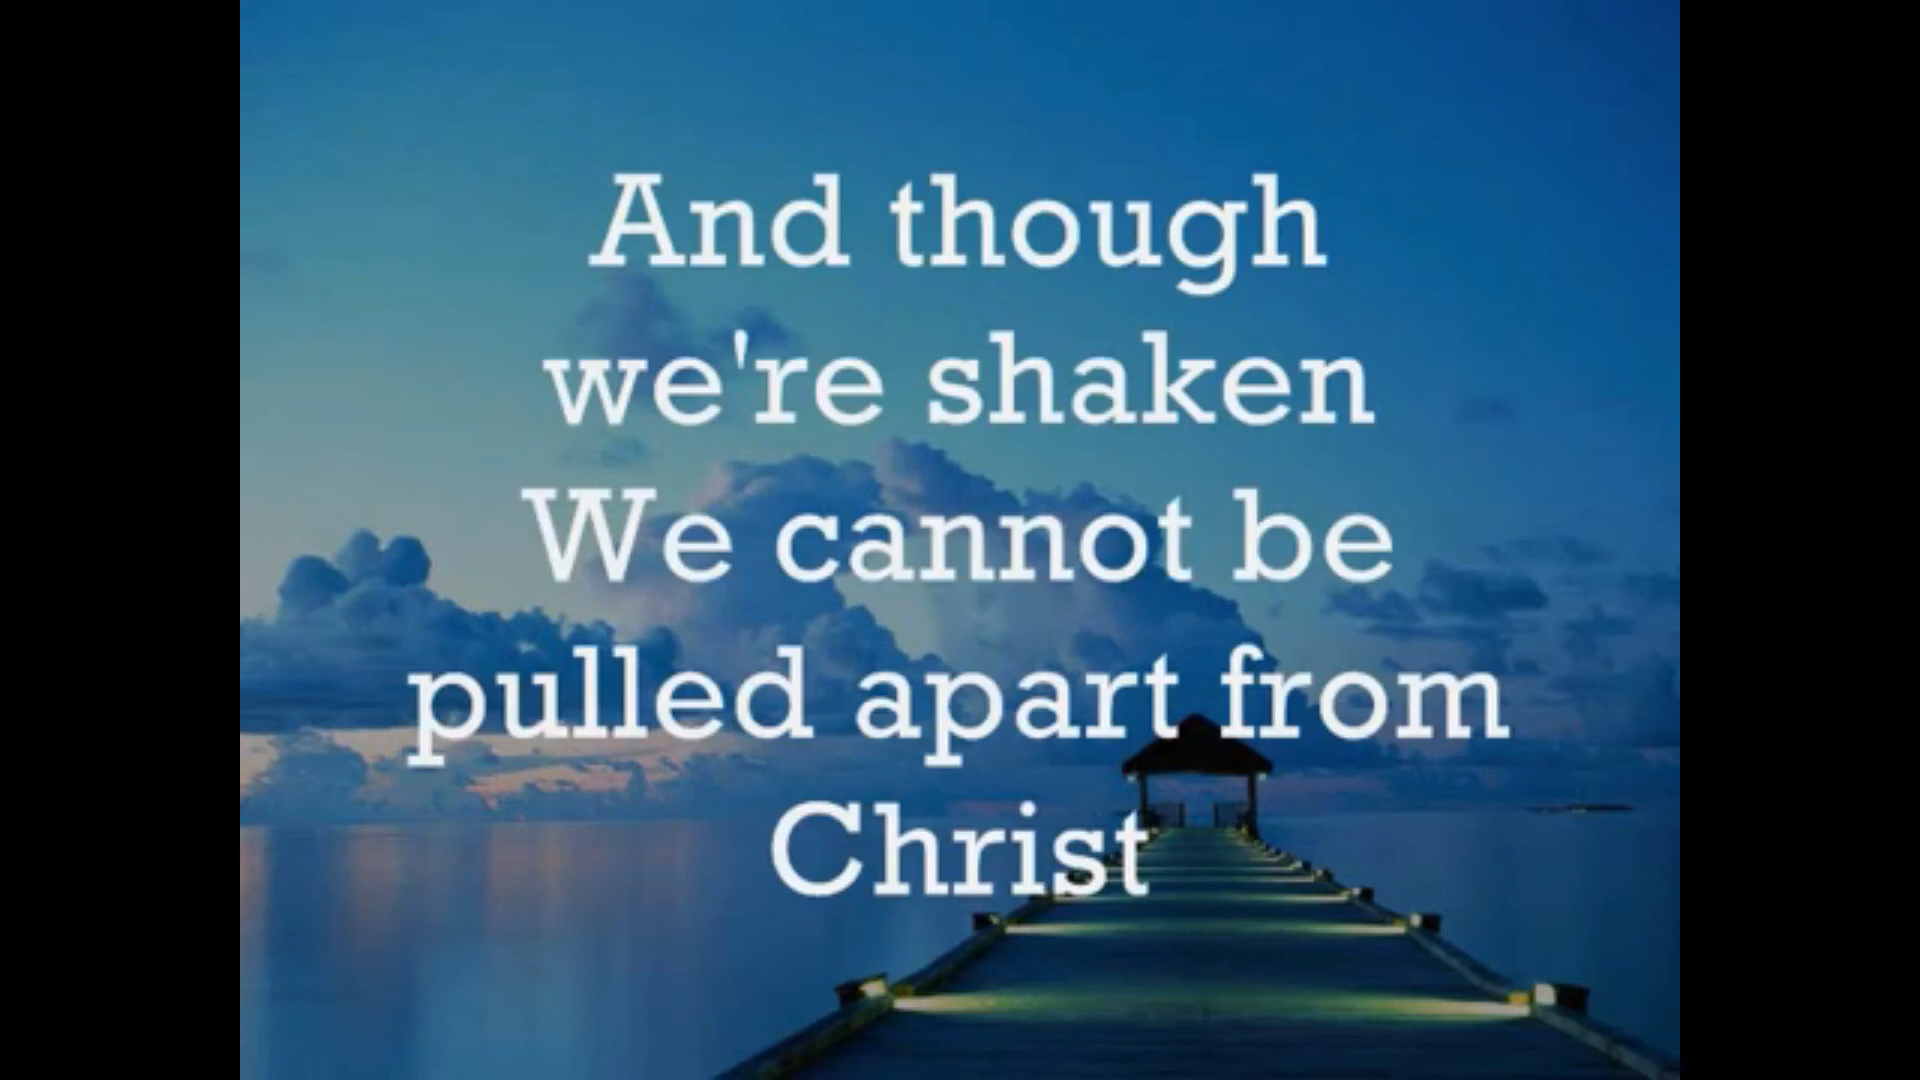 And though
we're shaken
We cannot be
pulled apart from
Christ